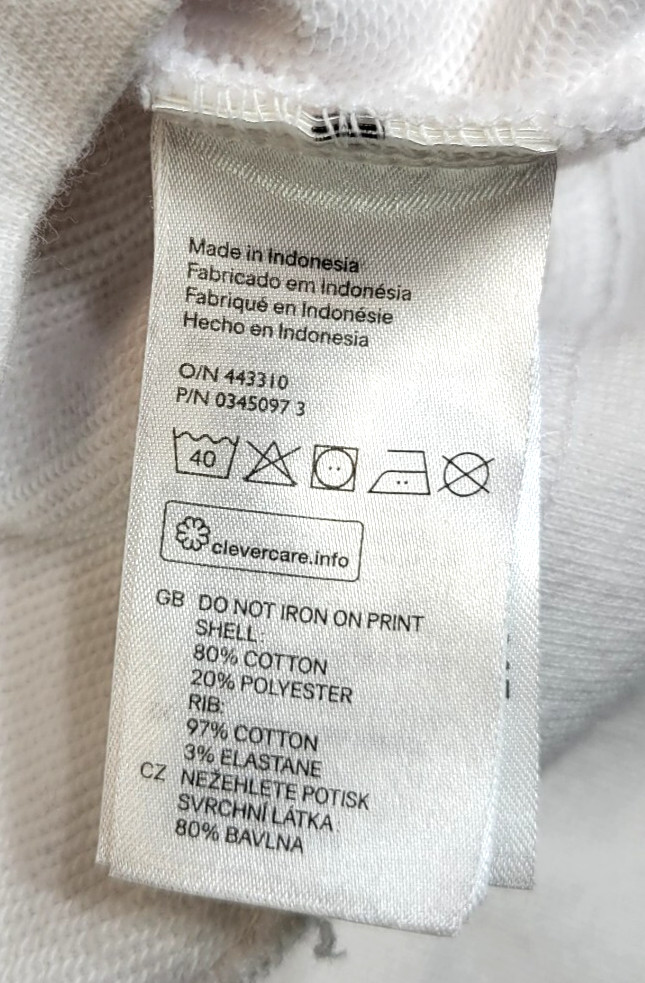 Made in Indonesia
Fabricado em Indonésia
Fabriqué en Indonésie
Hecho en Indonesia
O/N 443310
P/N 0345097 3
40
clevercare.info
GB DO NOT IRON ON PRINT
SHELL:
80% COTTON
20% POLYESTER
RIB:
97% COTTON
3% ELASTANE
CZ NEŽEHLETE POTISK
SVRCHNÍ LÁTKA:
80% BAVLNA